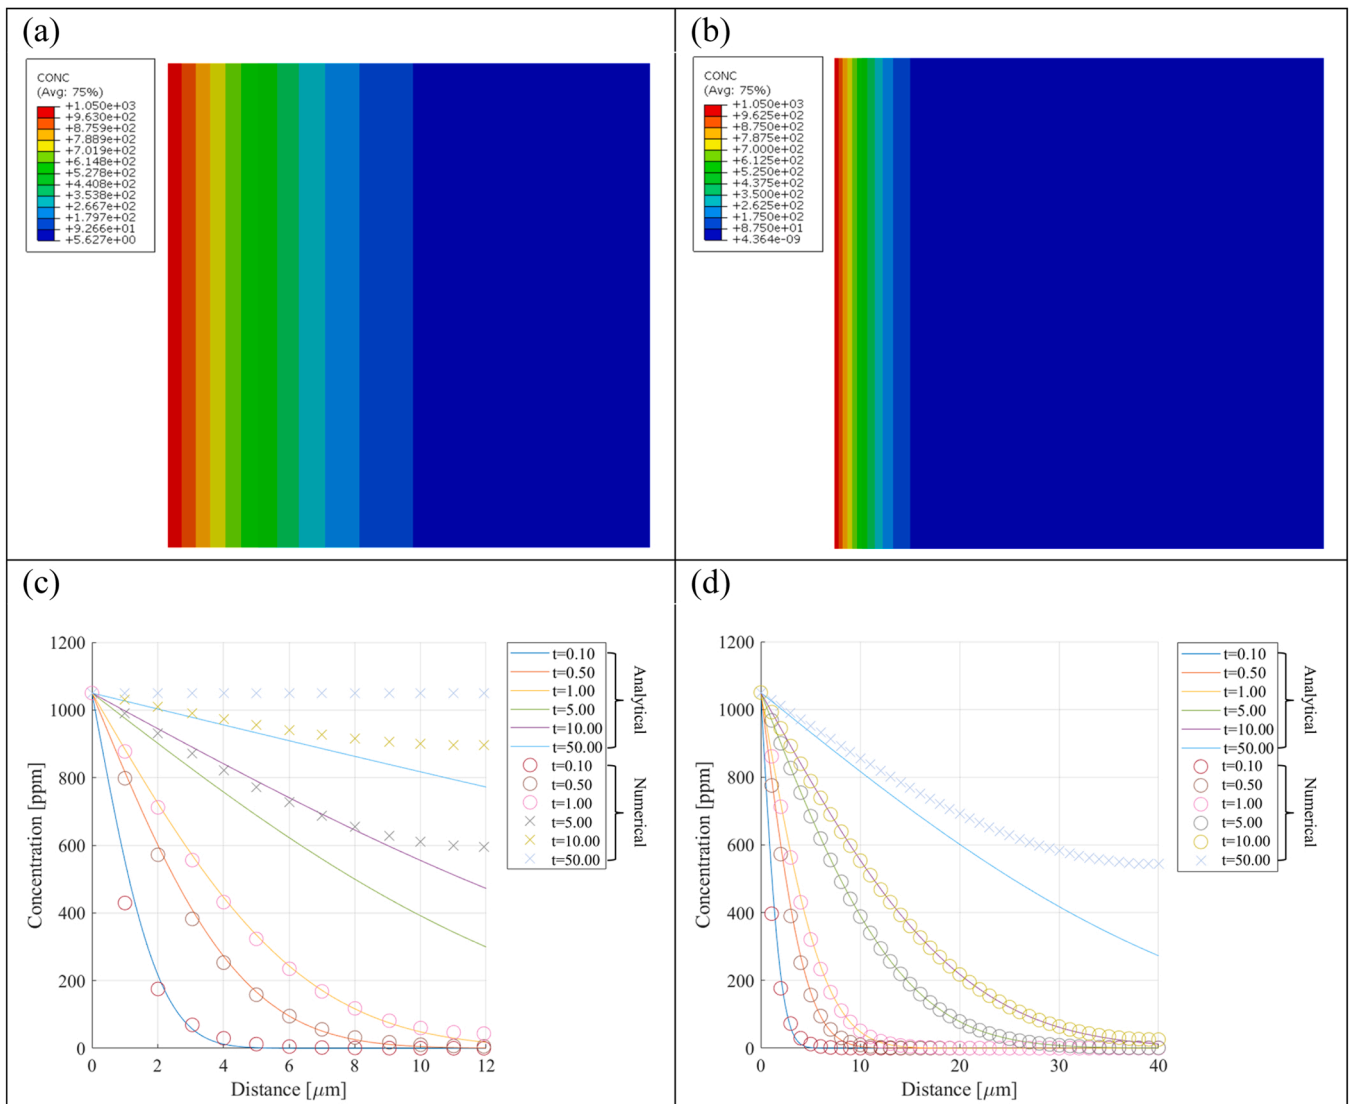 (a)
CONC
(Avg: 75%)
+1.050e+03
+9.630e+02
+8.759e+02
+7.889e+02
+7.019e+02
+6.148e+02
+5.278e+02
+4.408e+02
+3.538e+02
+2.667e+02
+1.797e+02
+9.266e+01
+5.627e+00
(b)
CONC
(Avg: 75%)
+1.050e+03
+9.625e+02
+8.750e+02
+7.875e+02
+7.000e+02
+6.125e+02
+5.250e+02
+4.375e+02
+3.500e+02
+2.625e+02
+1.750e+02
+8.750e+01
+4.364e-09
(c)
Concentration [ppm]
1200
1000
800
600
400
200
0
0 2 4 6 8 10 12
Distance [μm]
t=0.10
t=0.50
t=1.00
t=5.00
t=10.00
t=50.00
Analytical
t=0.10
t=0.50
t=1.00
t=5.00
t=10.00
t=50.00
Numerical
(d)
Concentration [ppm]
1200
1000
800
600
400
200
0
0 10 20 30 40
Distance [μm]
t=0.10
t=0.50
t=1.00
t=5.00
t=10.00
t=50.00
Analytical
t=0.10
t=0.50
t=1.00
t=5.00
t=10.00
t=50.00
Numerical